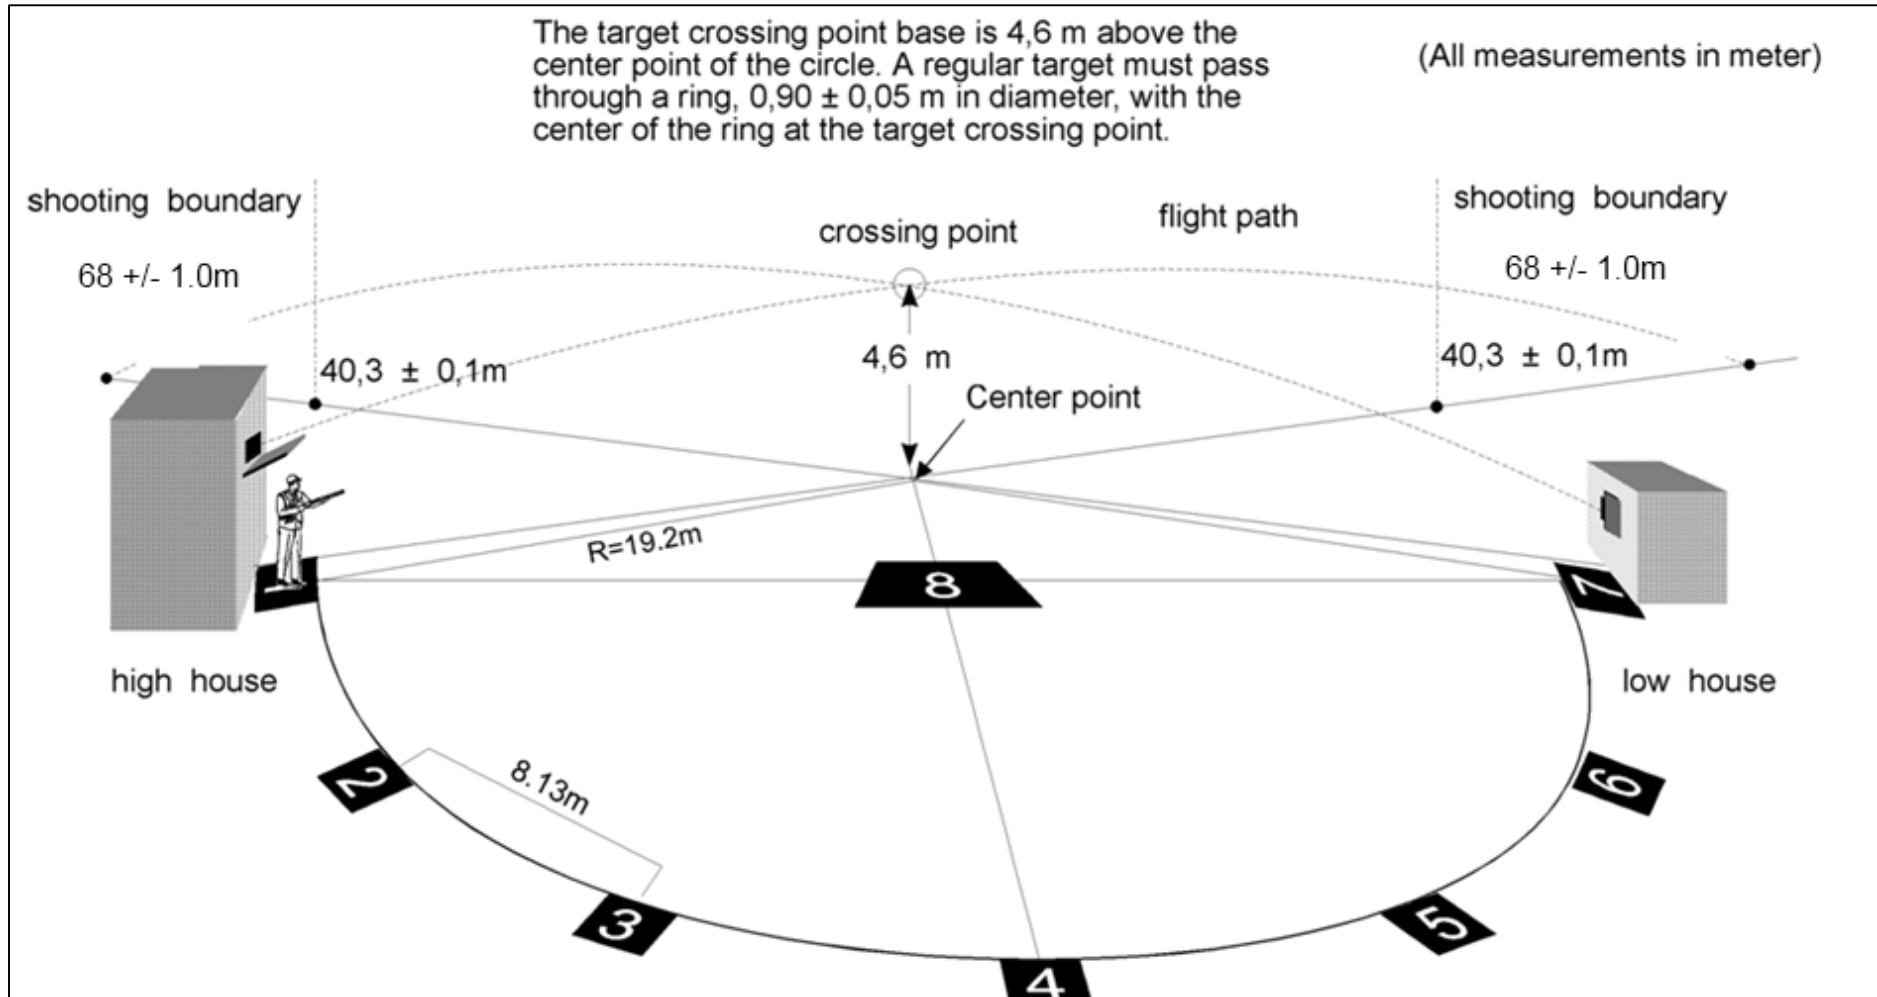 The target crossing point base is 4,6 m above the
center point of the circle. A regular target must pass
through a ring, 0,90 ± 0,05 m in diameter, with the
center of the ring at the target crossing point.
(All measurements in meter)
shooting boundary
68 +/- 1.0m
crossing point
flight path
shooting boundary
68 +/- 1.0m
40,3 ± 0,1m
4,6 m
40,3 ± 0,1m
Center point
R=19.2m
8
7
high house
low house
2
8.13m
6
3
5
4